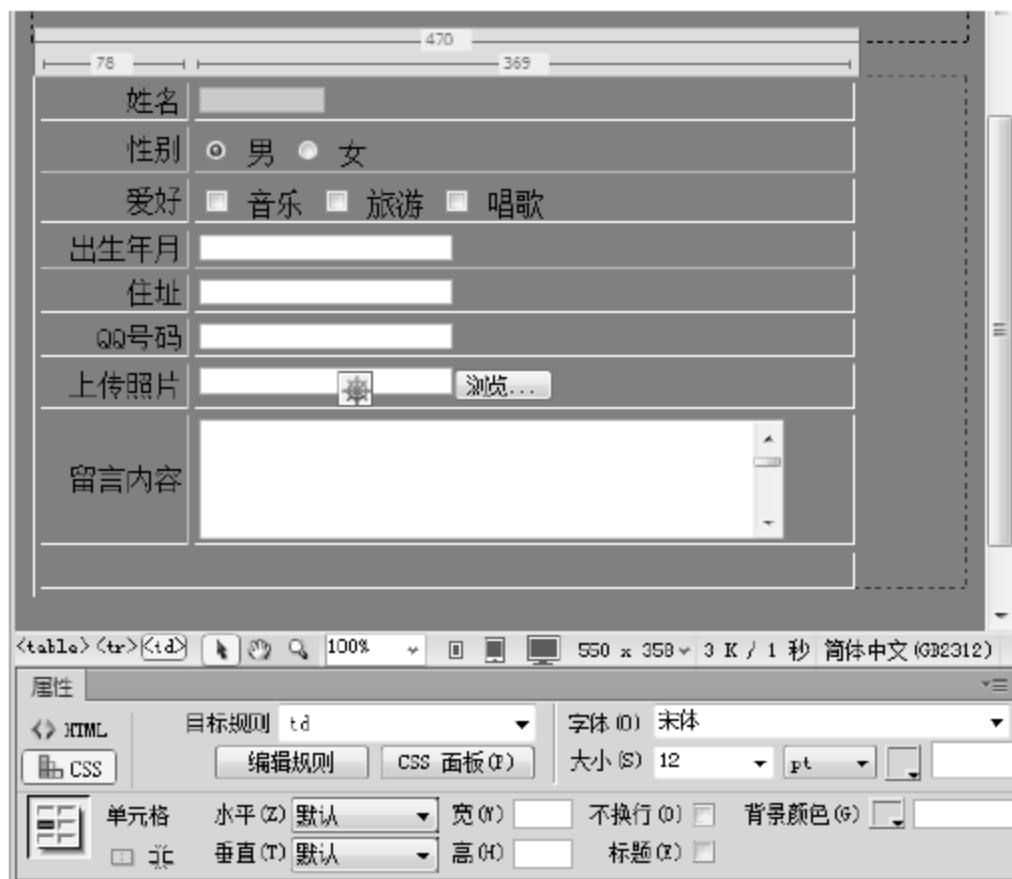 470
78 369
姓名
性别 男 女
爱好 音乐 旅游 唱歌
出生年月
住址
QQ号码
上传照片 浏览...
留言内容
<table> <tr> <td> 100% 550 x 358 3 K / 1 秒 简体中文(GB2312)
属性
<> HTML 目标规则 td 字体(O) 宋体
CSS 编辑规则 CSS 面板(P) 大小(S) 12 pt
单元格 水平(Z) 默认 宽(W) 不换行(O) 背景颜色(G)
垂直(T) 默认 高(H) 标题(E)